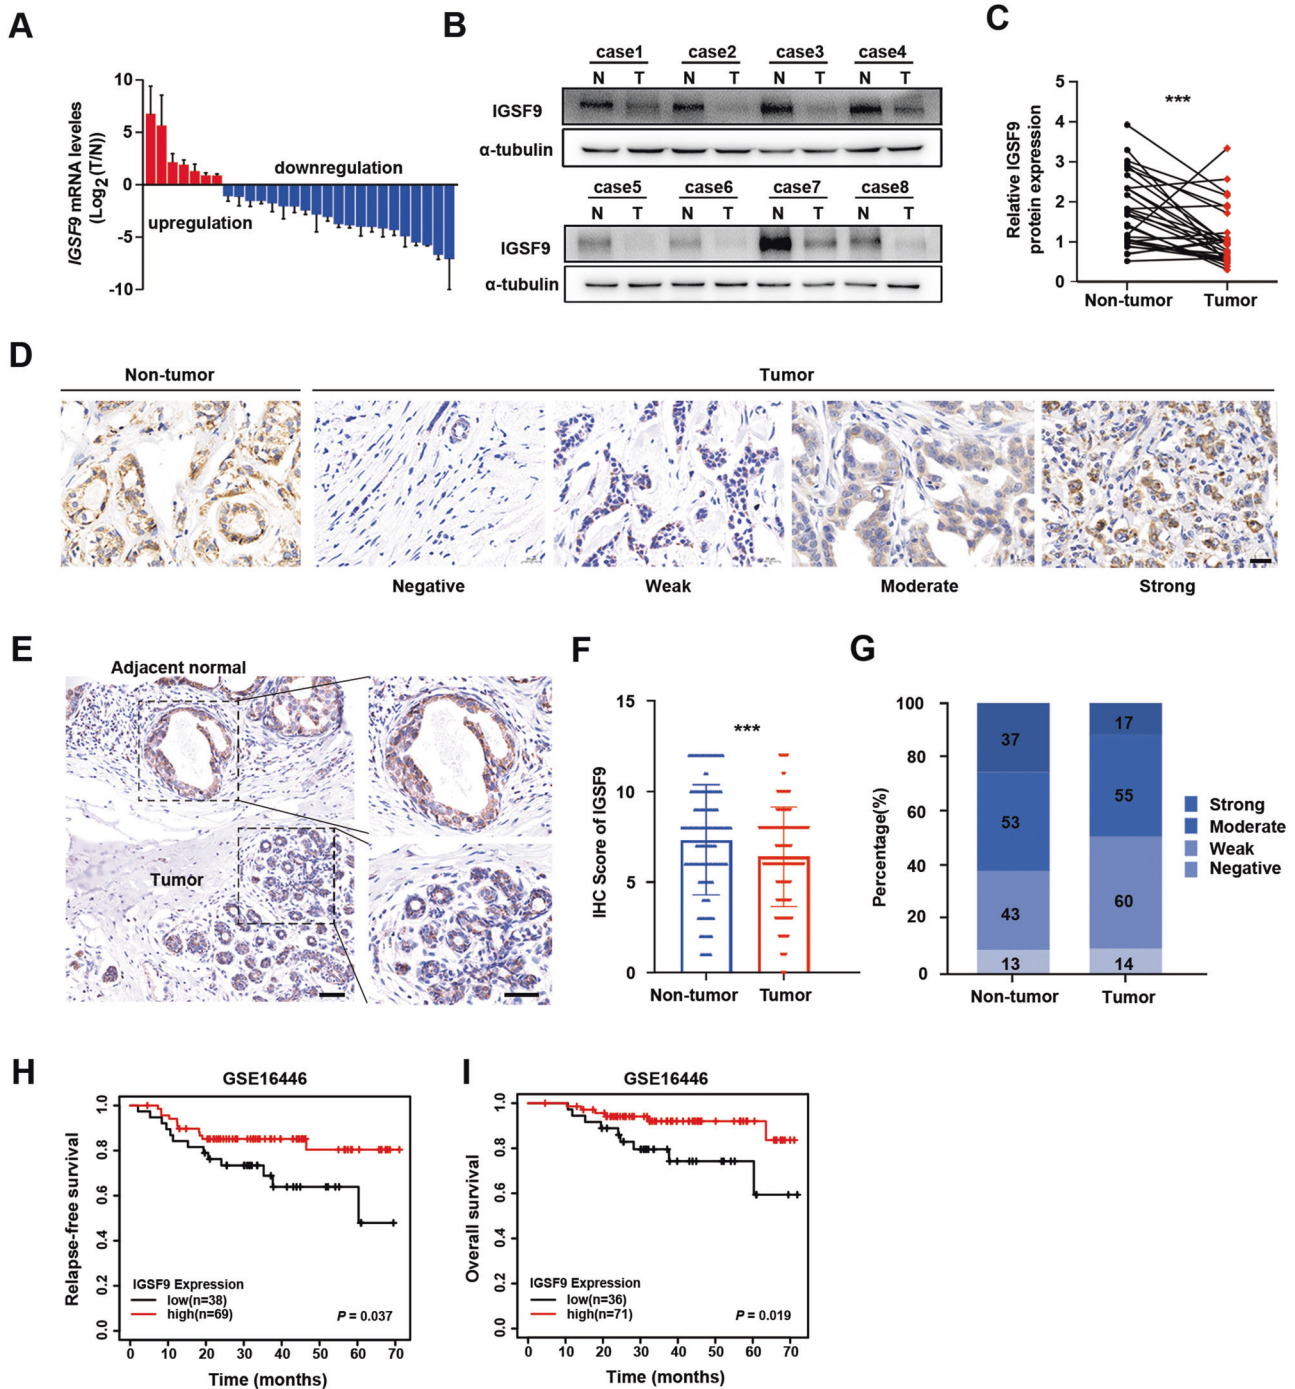 A
10
5
0
-5
-10
IGSF9 mRNA leveles
(Log2 (T/N))
downregulation
upregulation
B
case1 case2 case3 case4
N T N T N T N T
IGSF9
α-tubulin
case5 case6 case7 case8
N T N T N T N T
IGSF9
α-tubulin
C
Relative IGSF9
protein expression
5
4
3
2
1
0
***
Non-tumor Tumor
D
Non-tumor Tumor
Negative Weak Moderate Strong
E
Adjacent normal
Tumor
F
IHC Score of IGSF9
15
10
5
0
***
Non-tumor Tumor
G
Percentage(%)
100
80
60
40
20
0
37
53
43
13
17
55
60
14
Non-tumor Tumor
Strong
Moderate
Weak
Negative
H
GSE16446
Relapse-free survival
1.0
0.8
0.6
0.4
0.2
0.0
IGSF9 Expression
low(n=38)
high(n=69)
P = 0.037
0 10 20 30 40 50 60 70
Time (months)
I
GSE16446
Overall survival
1.0
0.8
0.6
0.4
0.2
0.0
IGSF9 Expression
low(n=36)
high(n=71)
P = 0.019
0 10 20 30 40 50 60 70
Time (months)